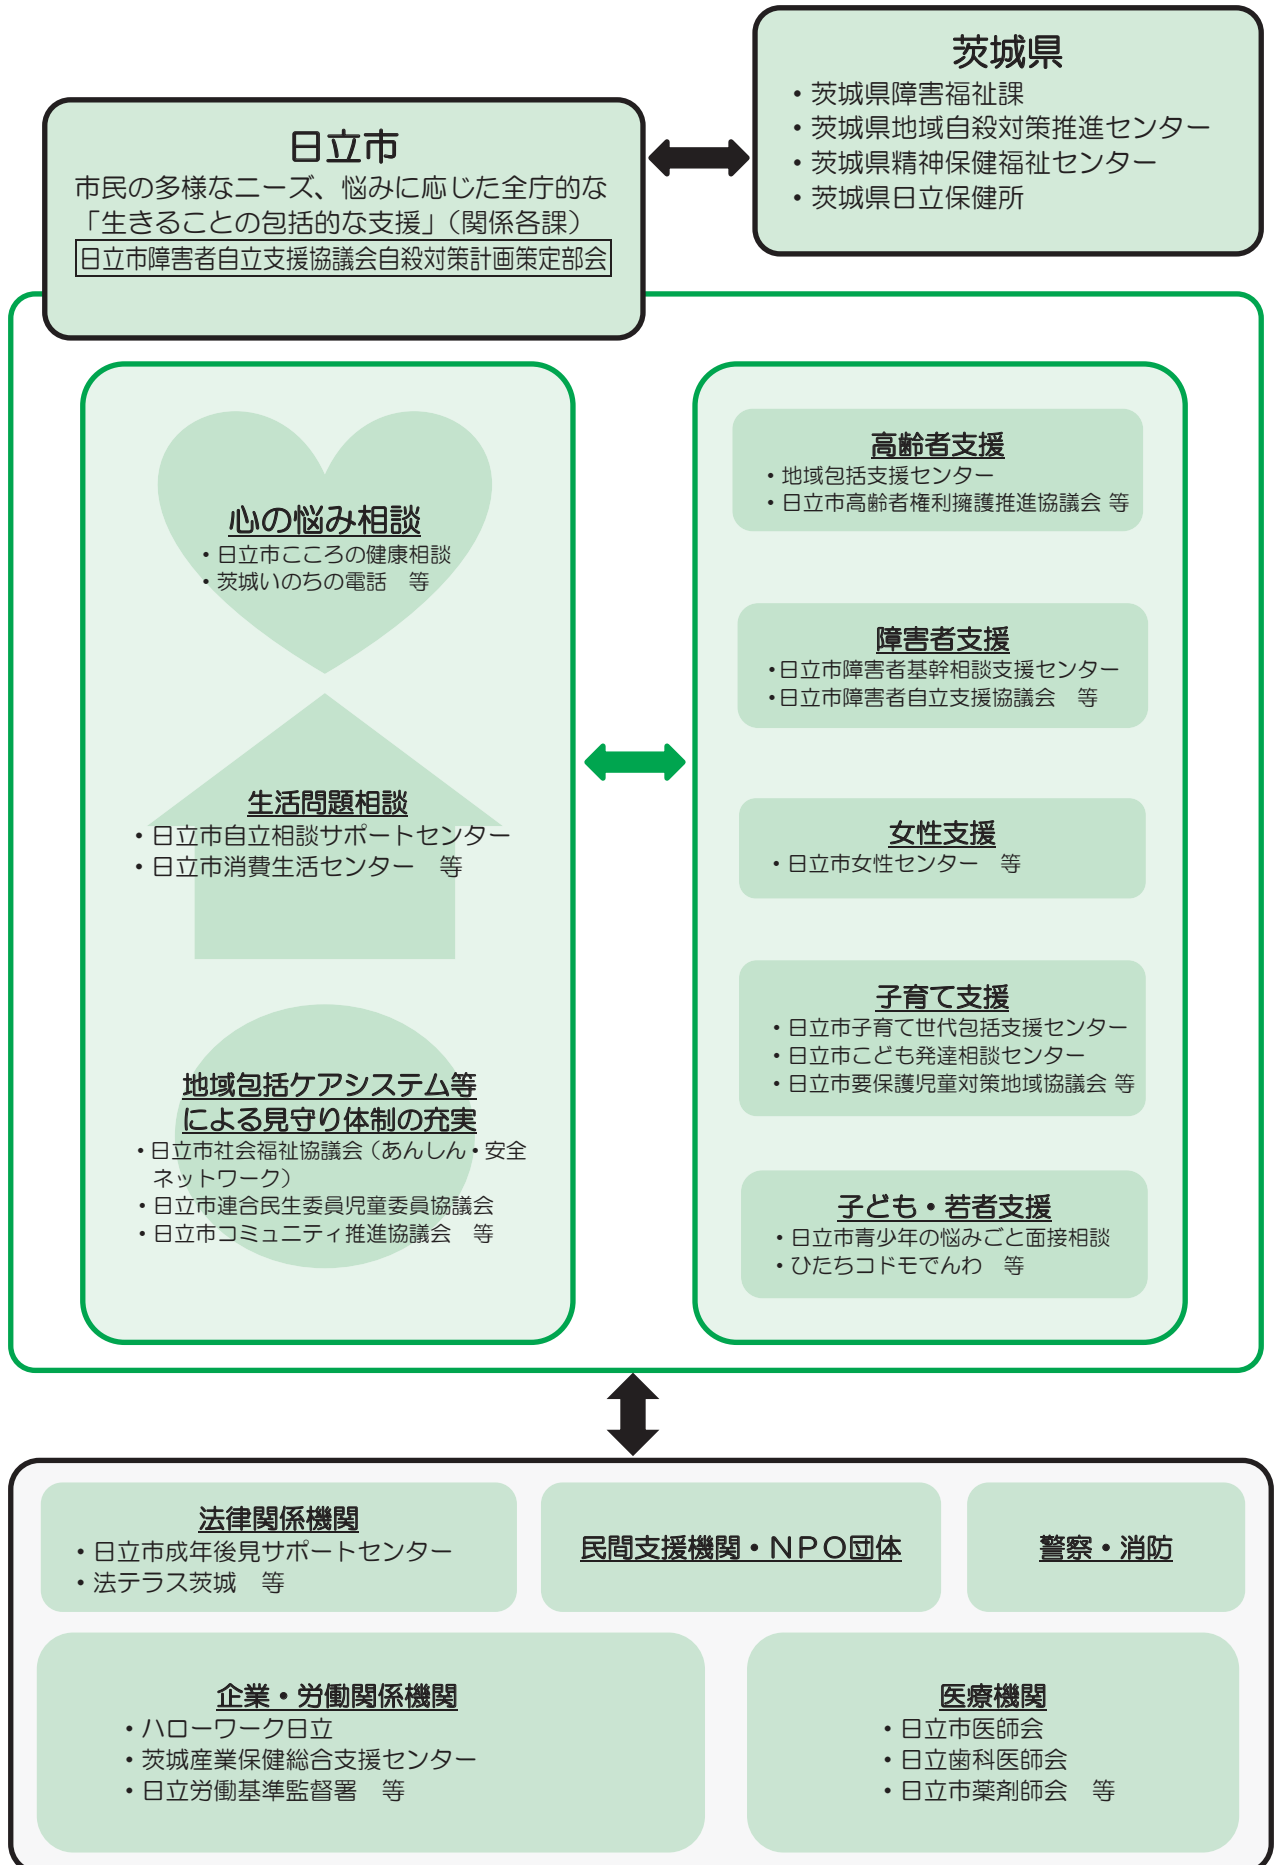 茨城県
・茨城県障害福祉課
・茨城県地域自殺対策推進センター
・茨城県精神保健福祉センター
・茨城県日立保健所
日立市
市民の多様なニーズ、悩みに応じた全庁的な
「生きることの包括的な支援」（関係各課）
日立市障害者自立支援協議会自殺対策計画策定部会
心の悩み相談
・日立市こころの健康相談
・茨城いのちの電話　等
生活問題相談
・日立市自立相談サポートセンター
・日立市消費生活センター　等
地域包括ケアシステム等
による見守り体制の充実
・日立市社会福祉協議会（あんしん・安全
ネットワーク）
・日立市連合民生委員児童委員協議会
・日立市コミュニティ推進協議会　等
高齢者支援
・地域包括支援センター
・日立市高齢者権利擁護推進協議会 等
障害者支援
・日立市障害者基幹相談支援センター
・日立市障害者自立支援協議会　等
女性支援
・日立市女性センター　等
子育て支援
・日立市子育て世代包括支援センター
・日立市こども発達相談センター
・日立市要保護児童対策地域協議会 等
子ども・若者支援
・日立市青少年の悩みごと面接相談
・ひたちコドモでんわ　等
法律関係機関
・日立市成年後見サポートセンター
・法テラス茨城　等
民間支援機関・ＮＰＯ団体
警察・消防
企業・労働関係機関
・ハローワーク日立
・茨城産業保健総合支援センター
・日立労働基準監督署　等
医療機関
・日立市医師会
・日立歯科医師会
・日立市薬剤師会　等